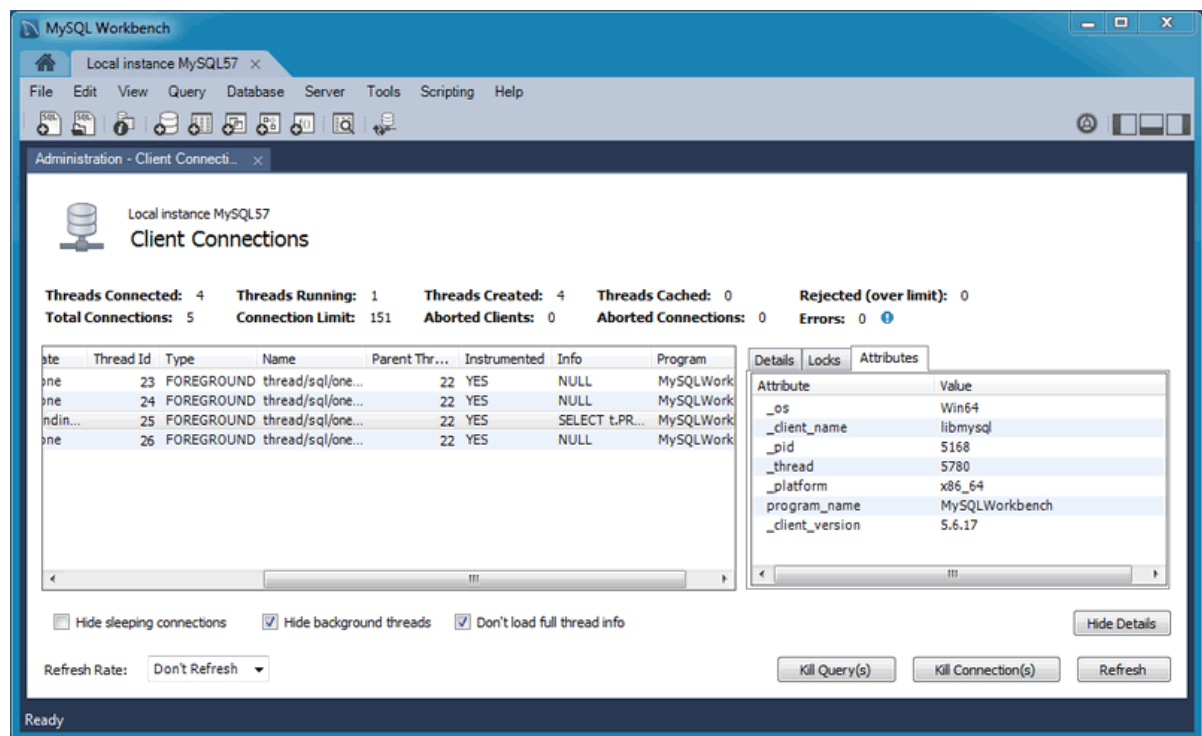 MySQL Workbench
Local instance MySQL57
File Edit View Query Database Server Tools Scripting Help
Administration - Client Connecti...
Local instance MySQL57
Client Connections
Threads Connected: 4 Threads Running: 1 Threads Created: 4 Threads Cached: 0 Rejected (over limit): 0
Total Connections: 5 Connection Limit: 151 Aborted Clients: 0 Aborted Connections: 0 Errors: 0
ate Thread Id Type Name Parent Thr... Instrumented Info Program
one 23 FOREGROUND thread/sql/one... 22 YES NULL MySQLWork
one 24 FOREGROUND thread/sql/one... 22 YES NULL MySQLWork
ndin... 25 FOREGROUND thread/sql/one... 22 YES SELECT t.PR... MySQLWork
one 26 FOREGROUND thread/sql/one... 22 YES NULL MySQLWork
Details Locks Attributes
Attribute Value
_os Win64
_client_name libmysql
_pid 5168
_thread 5780
_platform x86_64
program_name MySQLWorkbench
_client_version 5.6.17
Hide sleeping connections Hide background threads Don't load full thread info Hide Details
Refresh Rate: Don't Refresh Kill Query(s) Kill Connection(s) Refresh
Ready